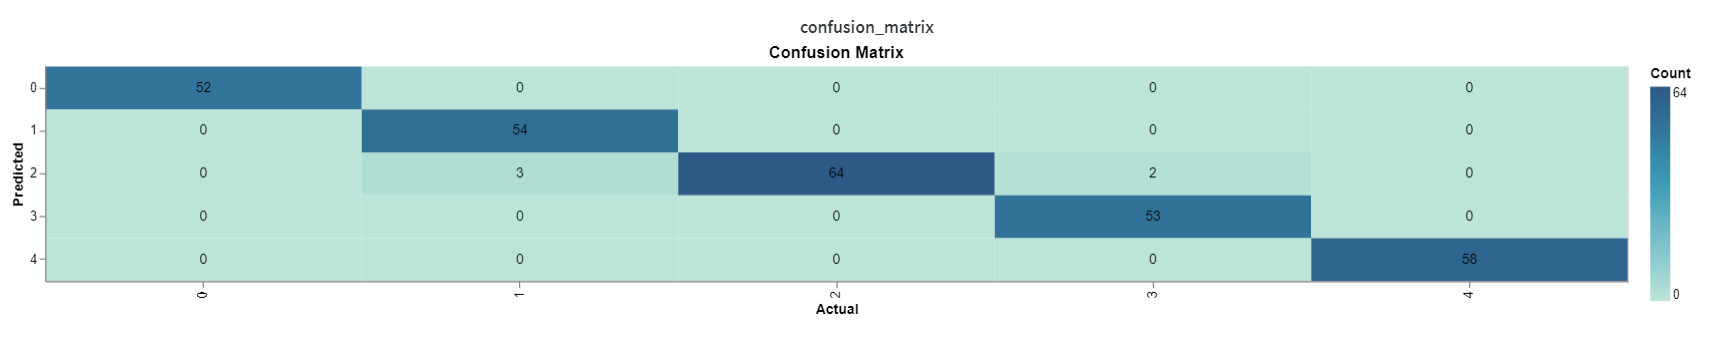 confusion_matrix
Confusion Matrix
Count
64
0
Predicted
0 52 0 0 0 0
1 0 54 0 0 0
2 0 3 64 2 0
3 0 0 0 53 0
4 0 0 0 0 58
0 1 2 3 4
Actual